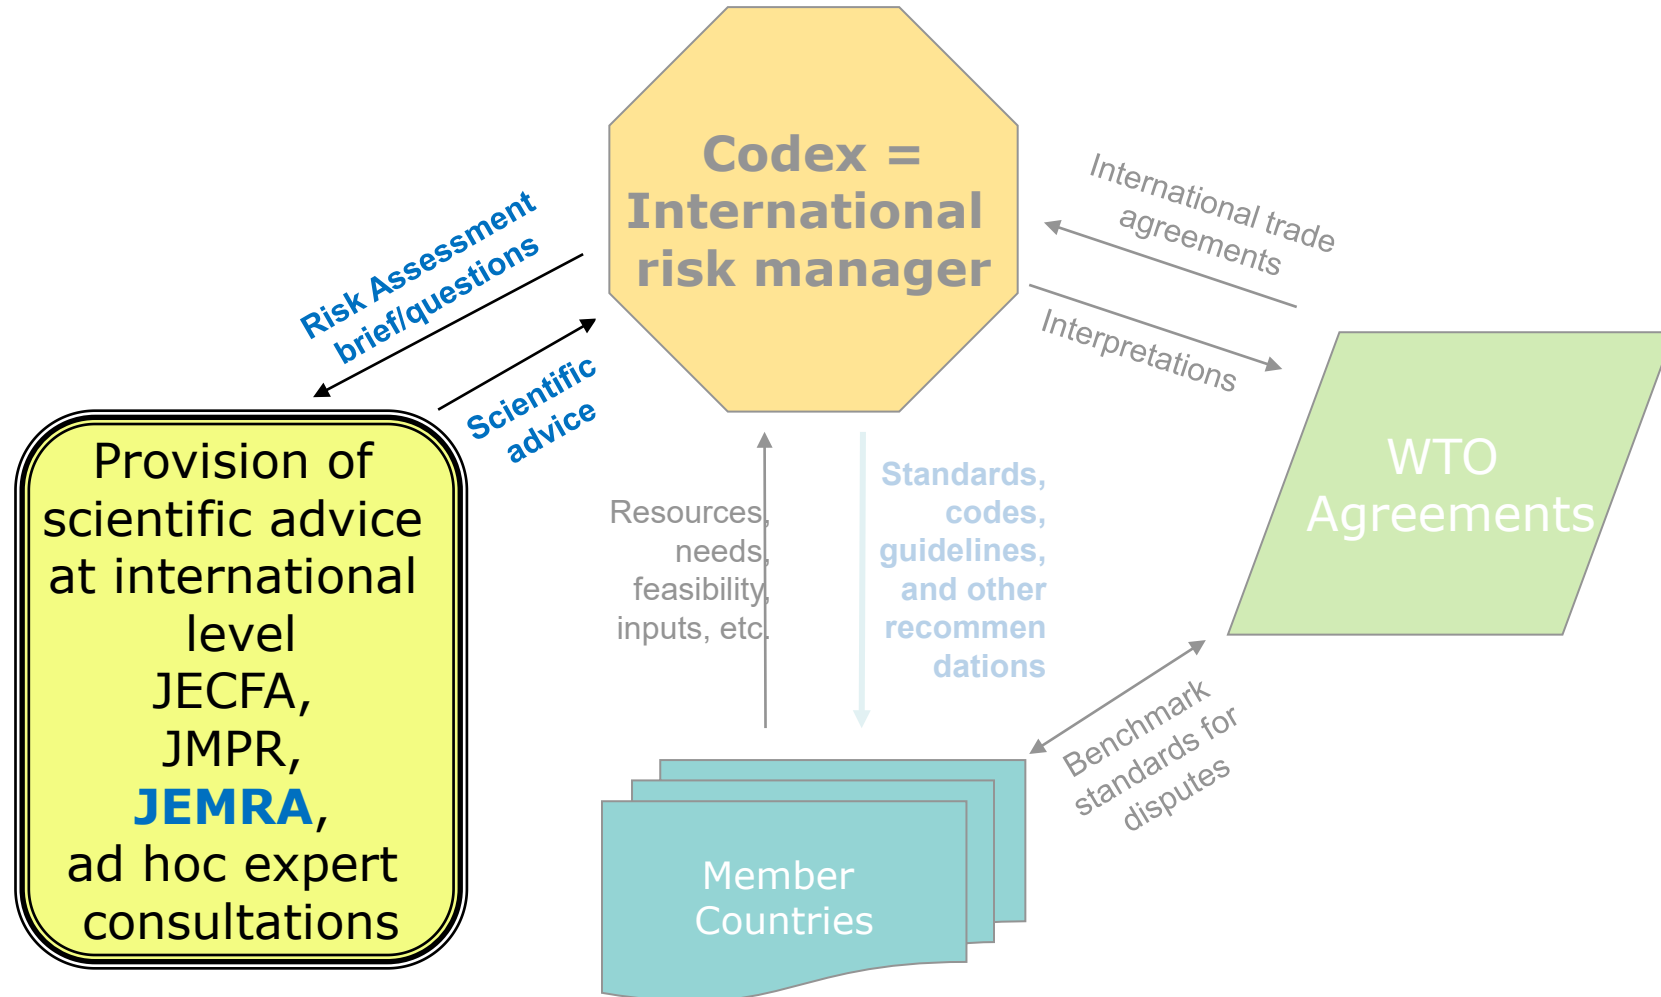 Codex =
International
risk manager
Risk Assessment
brief/questions
Scientific
advice
International trade
agreements
Interpretations
Provision of
scientific advice
at international
level
JECFA,
JMPR,
JEMRA,
ad hoc expert
consultations
Resources,
needs,
feasibility,
inputs, etc.
Standards,
codes,
guidelines,
and other
recommen
dations
WTO
Agreements
Benchmark
standards for
disputes
Member
Countries